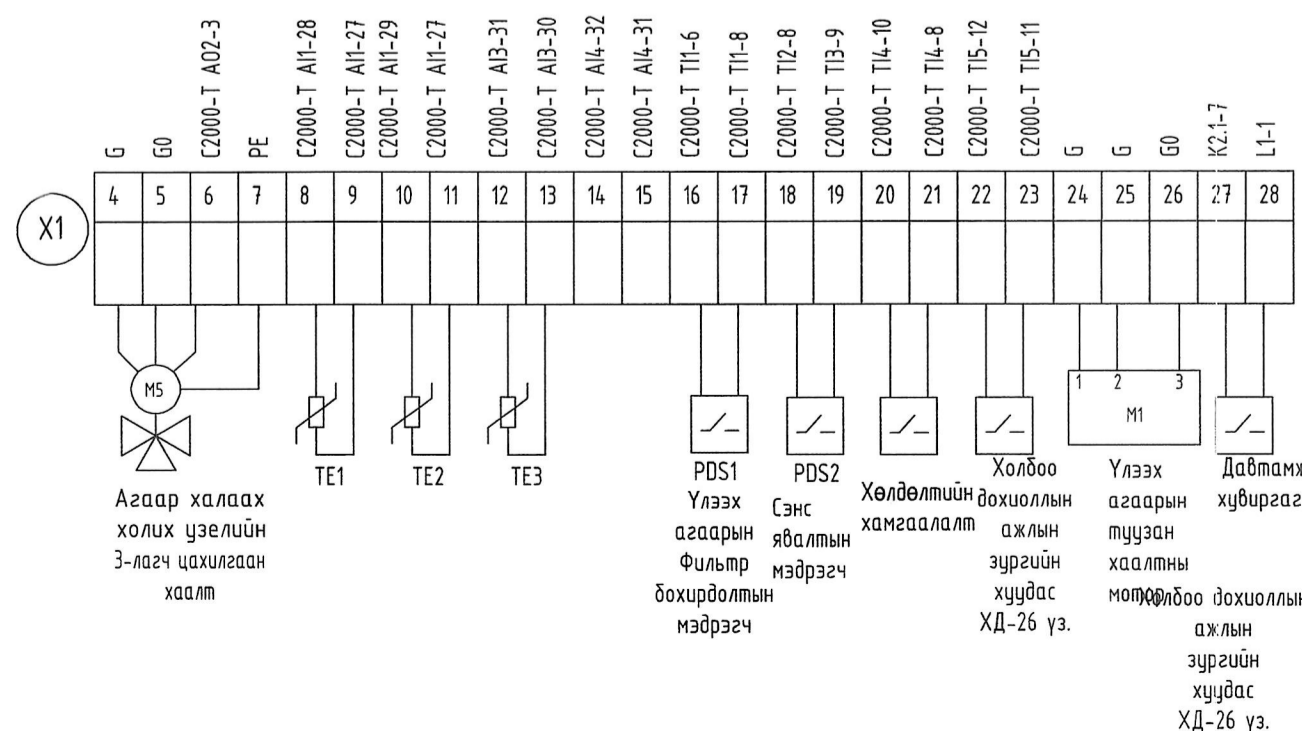 G
G0
C2000-T AO2-3
PE
C2000-T AI1-28
C2000-T AI1-27
C2000-T AI1-29
C2000-T AI1-27
C2000-T AI3-31
C2000-T AI3-30
C2000-T AI4-32
C2000-T AI4-31
C2000-T TI1-6
C2000-T TI1-8
C2000-T TI2-8
C2000-T TI3-9
C2000-T TI4-10
C2000-T TI4-8
C2000-T TI5-12
C2000-T TI5-11
G
G
G0
K2.1-7
L1-1
X1
4 5 6 7 8 9 10 11 12 13 14 15 16 17 18 19 20 21 22 23 24 25 26 27 28
M5
Агаар халаах
холих узелийн
3-лагч цахилгаан
хаалт
TE1
TE2
TE3
PDS1
Үлээх
агаарын
Фильтр
бохирдолтын
мэдрэгч
PDS2
Сэнс
явалтын
мэдрэгч
Хөлдөлтийн
хамгаалалт
Холбоо
дохиоллын
ажлын
зургийн
хуудас
ХД-26 үз.
1 2 3
M1
Үлээх
агаарын
туузан
хаалтны
мотор
Давтамж
хувиргаг
Холбоо дохиоллын
ажлын
зургийн
хуудас
ХД-26 үз.